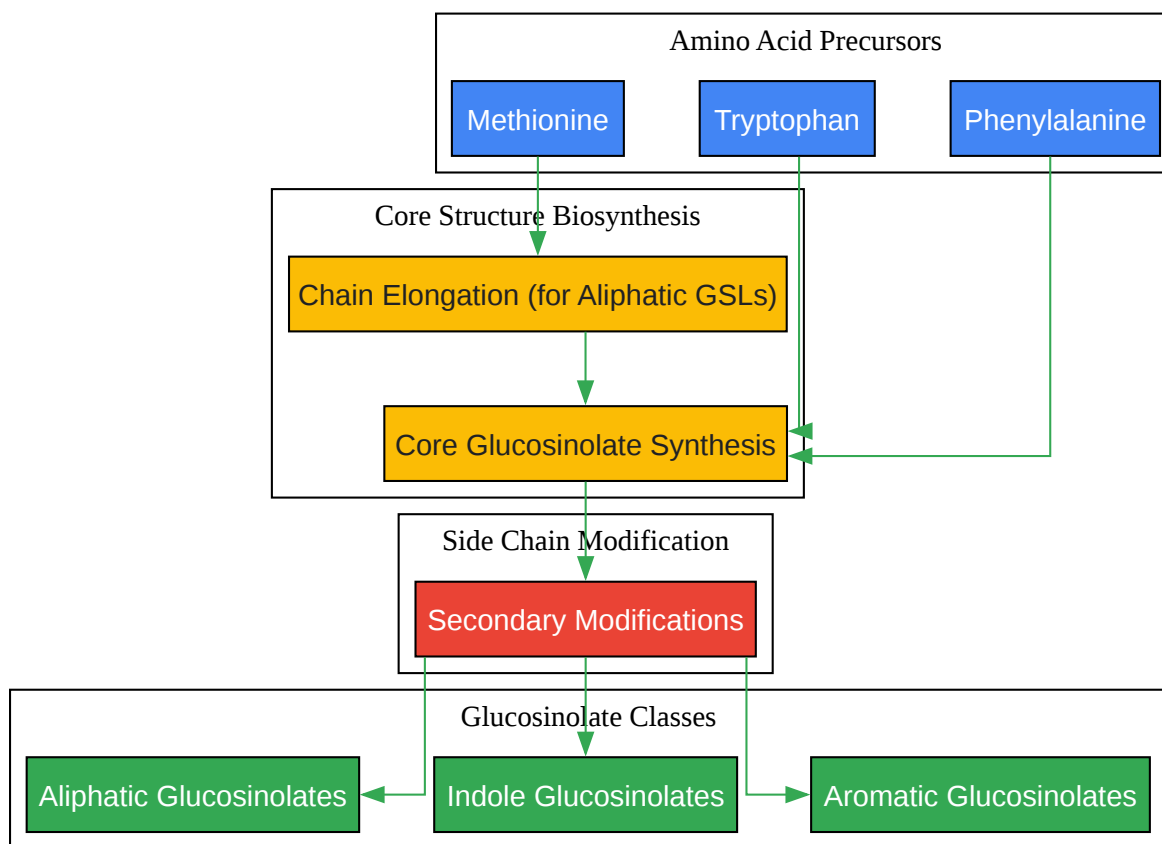 Amino Acid Precursors
Methionine
Tryptophan
Phenylalanine
Core Structure Biosynthesis
Chain Elongation (for Aliphatic GSLs)
Core Glucosinolate Synthesis
Side Chain Modification
Secondary Modifications
Glucosinolate Classes
Aliphatic Glucosinolates
Indole Glucosinolates
Aromatic Glucosinolates